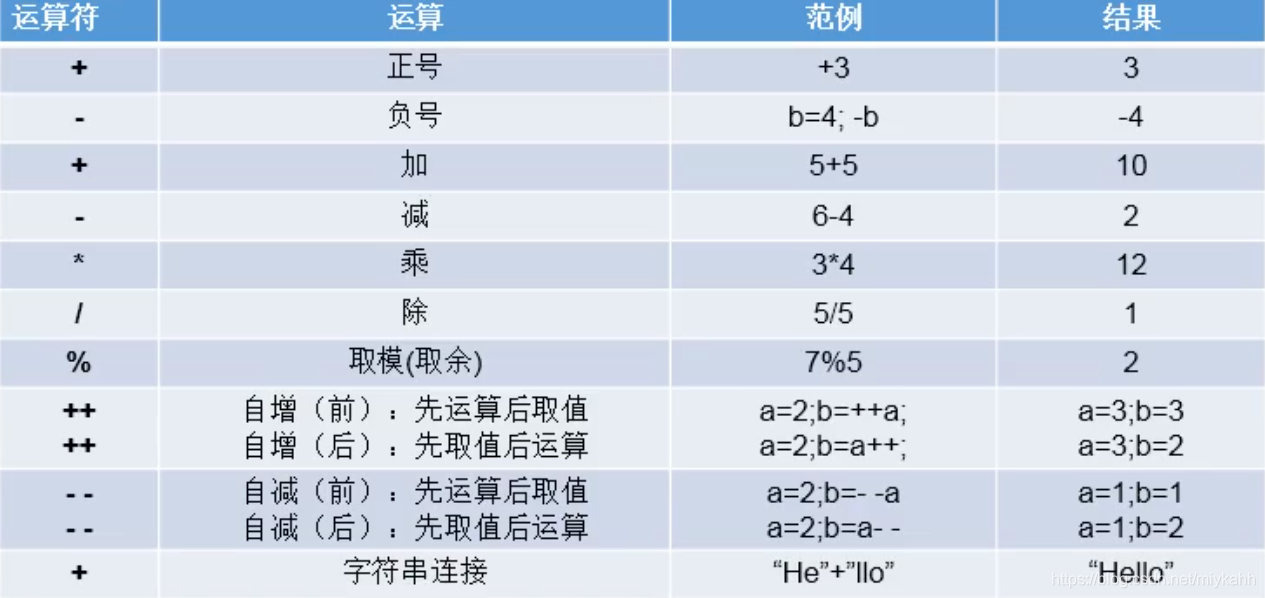 运算符 运算 范例 结果
+ 正号 +3 3
- 负号 b=4; -b -4
+ 加 5+5 10
- 减 6-4 2
* 乘 3*4 12
/ 除 5/5 1
% 取模(取余) 7%5 2
++ 自增（前）：先运算后取值 a=2;b=++a; a=3;b=3
++ 自增（后）：先取值后运算 a=2;b=a++; a=3;b=2
- - 自减（前）：先运算后取值 a=2;b=- -a a=1;b=1
- - 自减（后）：先取值后运算 a=2;b=a- - a=1;b=2
+ 字符串连接 “He”+”llo” “Hello”
https://blog.csdn.net/miykahh